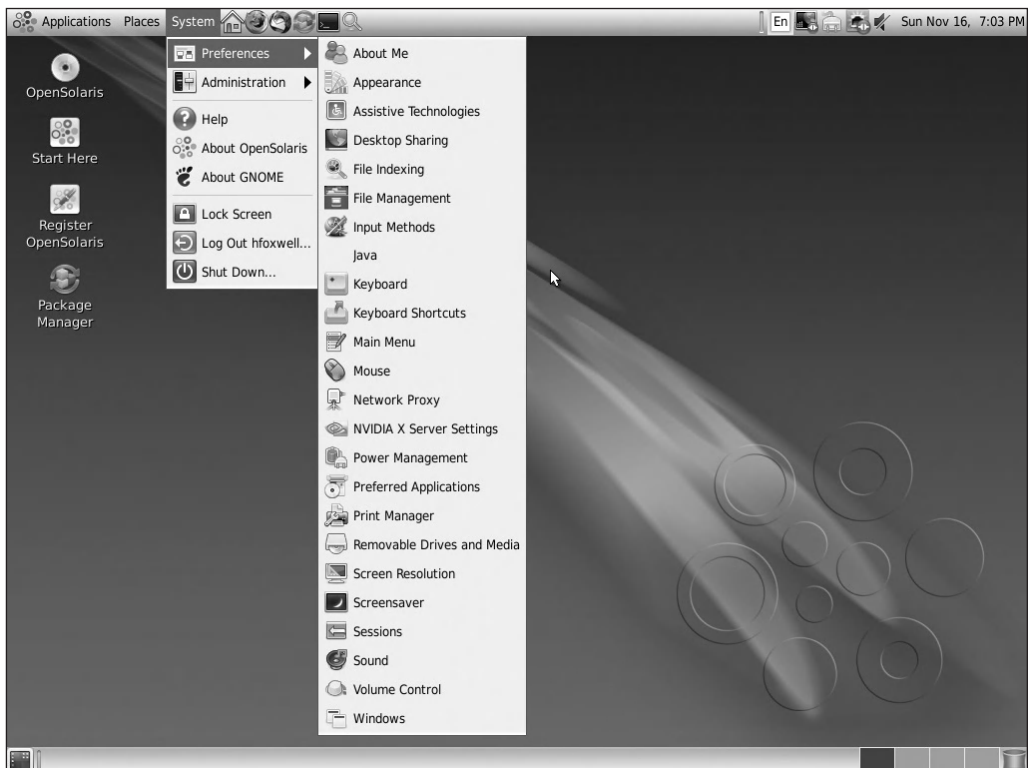 Applications Places System En Sun Nov 16, 7:03 PM
OpenSolaris
Start Here
Register
OpenSolaris
Package
Manager
Preferences
Administration
Help
About OpenSolaris
About GNOME
Lock Screen
Log Out hfoxwell...
Shut Down...
About Me
Appearance
Assistive Technologies
Desktop Sharing
File Indexing
File Management
Input Methods
Java
Keyboard
Keyboard Shortcuts
Main Menu
Mouse
Network Proxy
NVIDIA X Server Settings
Power Management
Preferred Applications
Print Manager
Removable Drives and Media
Screen Resolution
Screensaver
Sessions
Sound
Volume Control
Windows